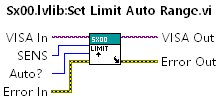 Sx00.lvlib:Set Limit Auto Range.vi
VISA In
SX00
VISA Out
SENS
LIMIT
Auto?
Error In
Error Out